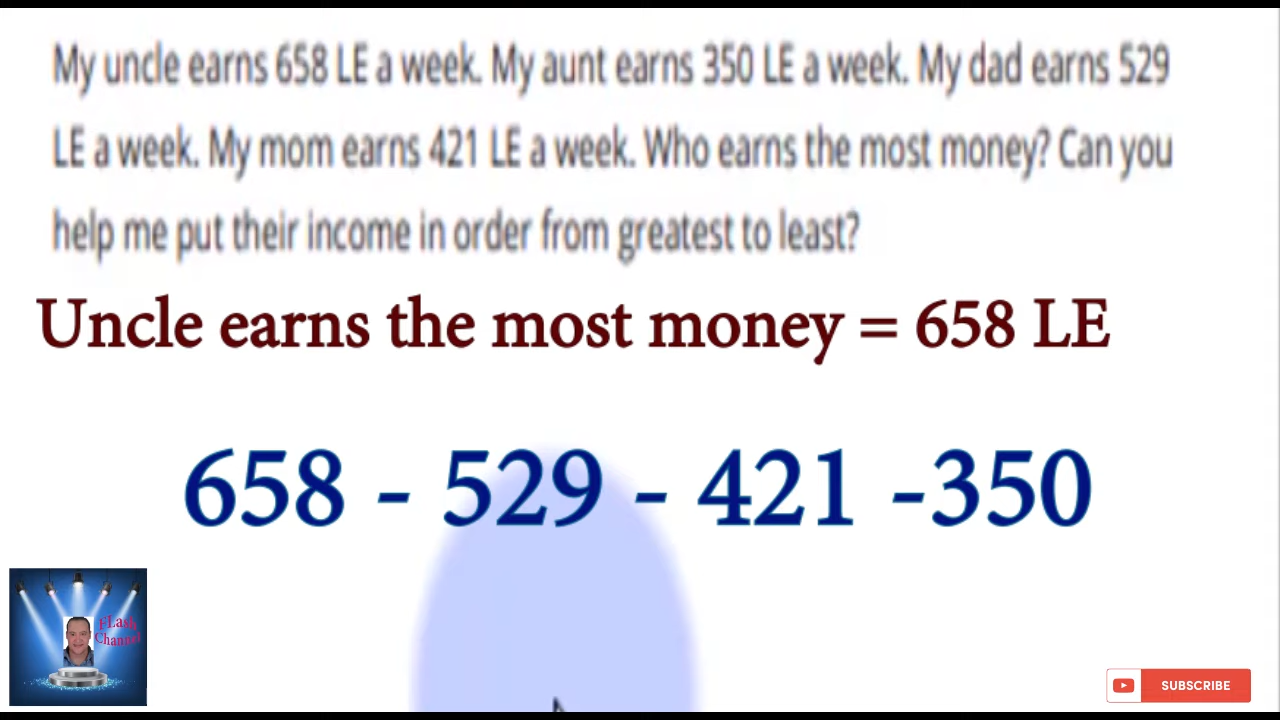 My uncle earns 658 LE a week. My aunt earns 350 LE a week. My dad earns 529
LE a week. My mom earns 421 LE a week. Who earns the most money? Can you
help me put their income in order from greatest to least?
Uncle earns the most money = 658 LE
658 - 529 - 421 -350
FLash
Channel
SUBSCRIBE